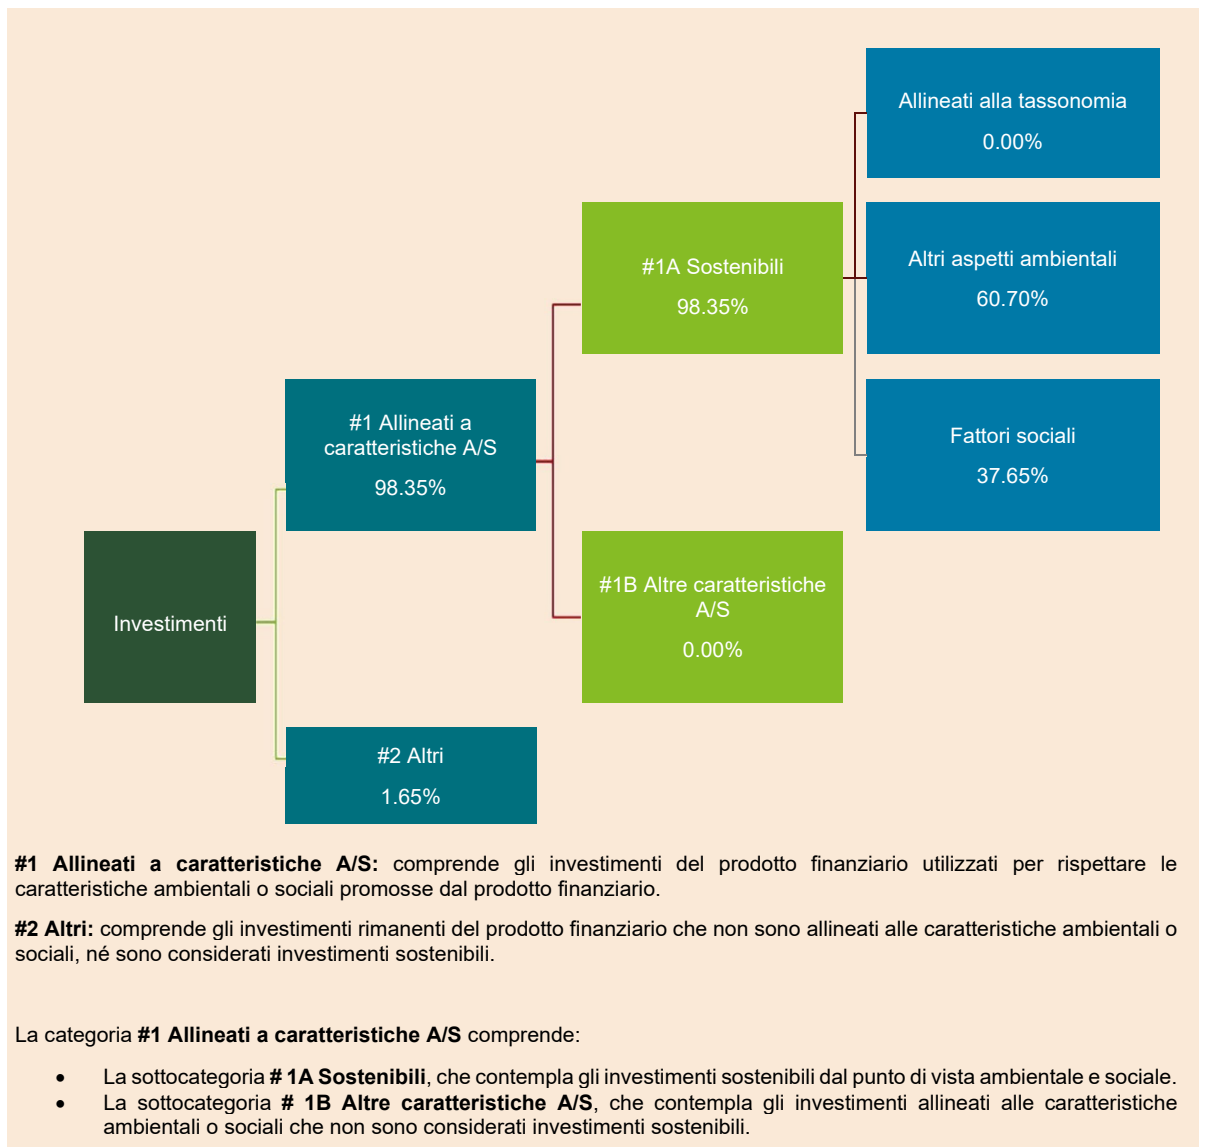 Allineati alla tassonomia
0.00%
Altri aspetti ambientali
60.70%
#1A Sostenibili
98.35%
Fattori sociali
37.65%
#1 Allineati a
caratteristiche A/S
98.35%
#1B Altre caratteristiche
A/S
0.00%
Investimenti
#2 Altri
1.65%
#1 Allineati a caratteristiche A/S: comprende gli investimenti del prodotto finanziario utilizzati per rispettare le
caratteristiche ambientali o sociali promosse dal prodotto finanziario.
#2 Altri: comprende gli investimenti rimanenti del prodotto finanziario che non sono allineati alle caratteristiche ambientali o
sociali, né sono considerati investimenti sostenibili.
La categoria #1 Allineati a caratteristiche A/S comprende:
• La sottocategoria # 1A Sostenibili, che contempla gli investimenti sostenibili dal punto di vista ambientale e sociale.
• La sottocategoria # 1B Altre caratteristiche A/S, che contempla gli investimenti allineati alle caratteristiche
ambientali o sociali che non sono considerati investimenti sostenibili.